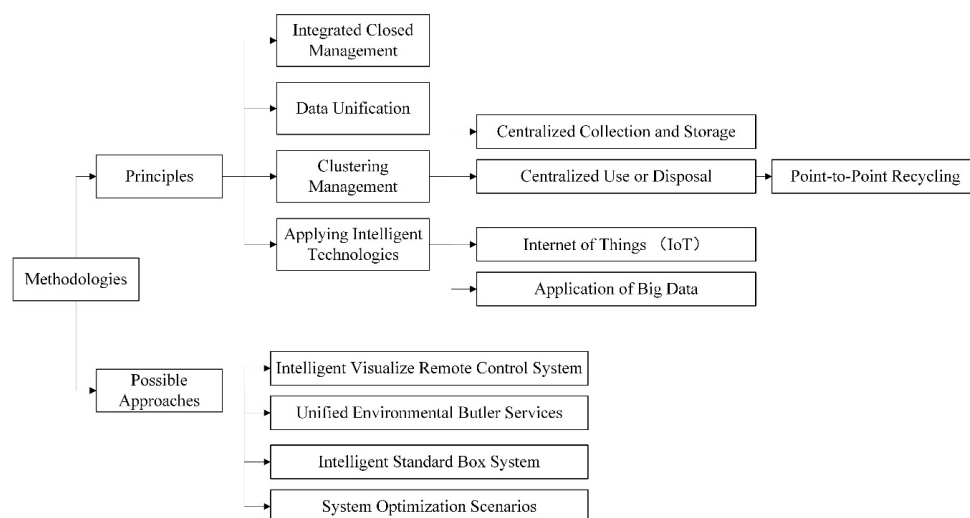 Integrated Closed
Management
Data Unification
Centralized Collection and Storage
Principles
Clustering
Management
Centralized Use or Disposal
Point-to-Point Recycling
Applying Intelligent
Technologies
Internet of Things （IoT）
Methodologies
Application of Big Data
Possible
Approaches
Intelligent Visualize Remote Control System
Unified Environmental Butler Services
Intelligent Standard Box System
System Optimization Scenarios